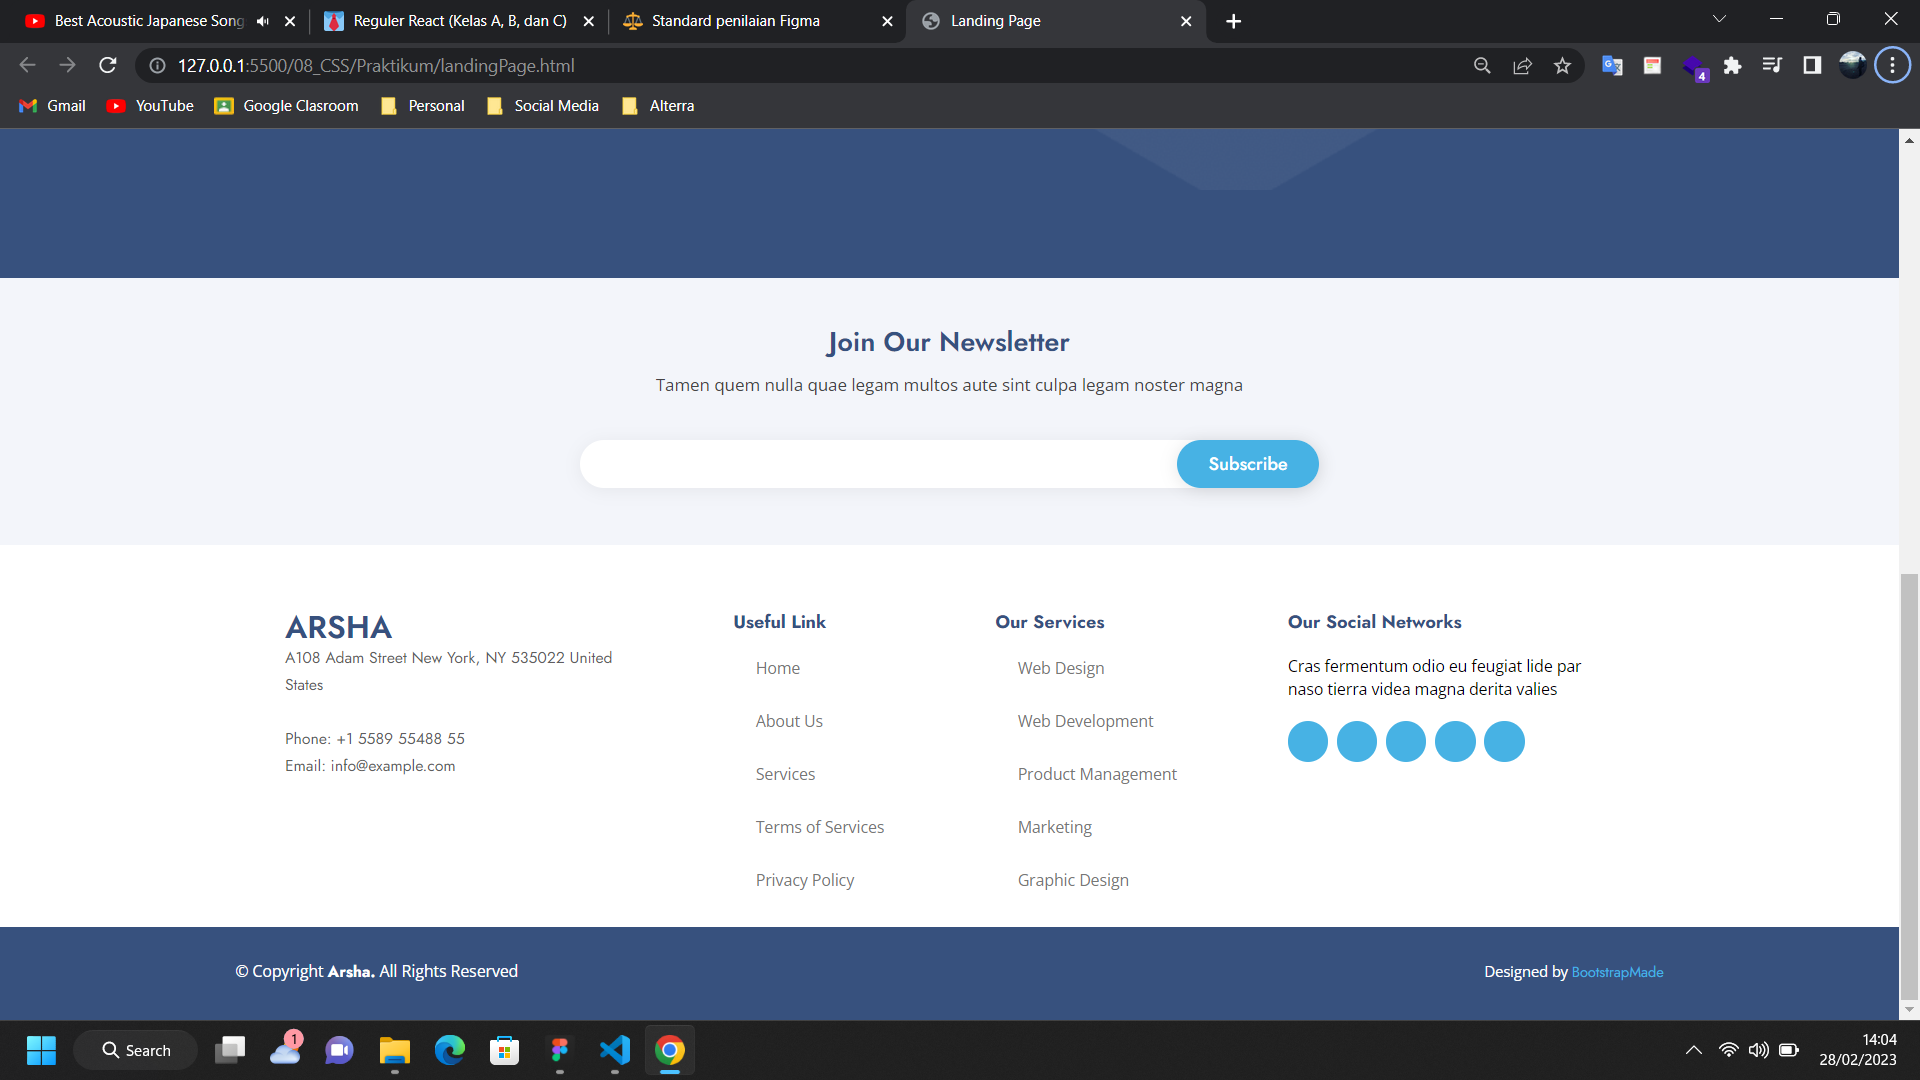 Best Acoustic Japanese Song
Reguler React (Kelas A, B, dan C)
Standard penilaian Figma
Landing Page
127.0.0.1:5500/08_CSS/Praktikum/landingPage.html
4
Gmail
YouTube
Google Clasroom
Personal
Social Media
Alterra
Join Our Newsletter
Tamen quem nulla quae legam multos aute sint culpa legam noster magna
Subscribe
ARSHA
A108 Adam Street New York, NY 535022 United
States
Phone: +1 5589 55488 55
Email: info@example.com
Useful Link
Home
About Us
Services
Terms of Services
Privacy Policy
Our Services
Web Design
Web Development
Product Management
Marketing
Graphic Design
Our Social Networks
Cras fermentum odio eu feugiat lide par
naso tierra videa magna derita valies
© Copyright Arsha. All Rights Reserved
Designed by BootstrapMade
Search
1
14:04
28/02/2023